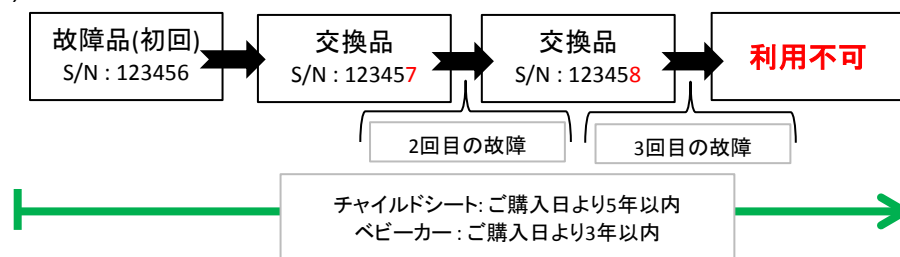 故障品(初回)
S/N : 123456
交換品
S/N : 123457
交換品
S/N : 123458
利用不可
2回目の故障
3回目の故障
チャイルドシート: ご購入日より5年以内
ベビーカー : ご購入日より3年以内